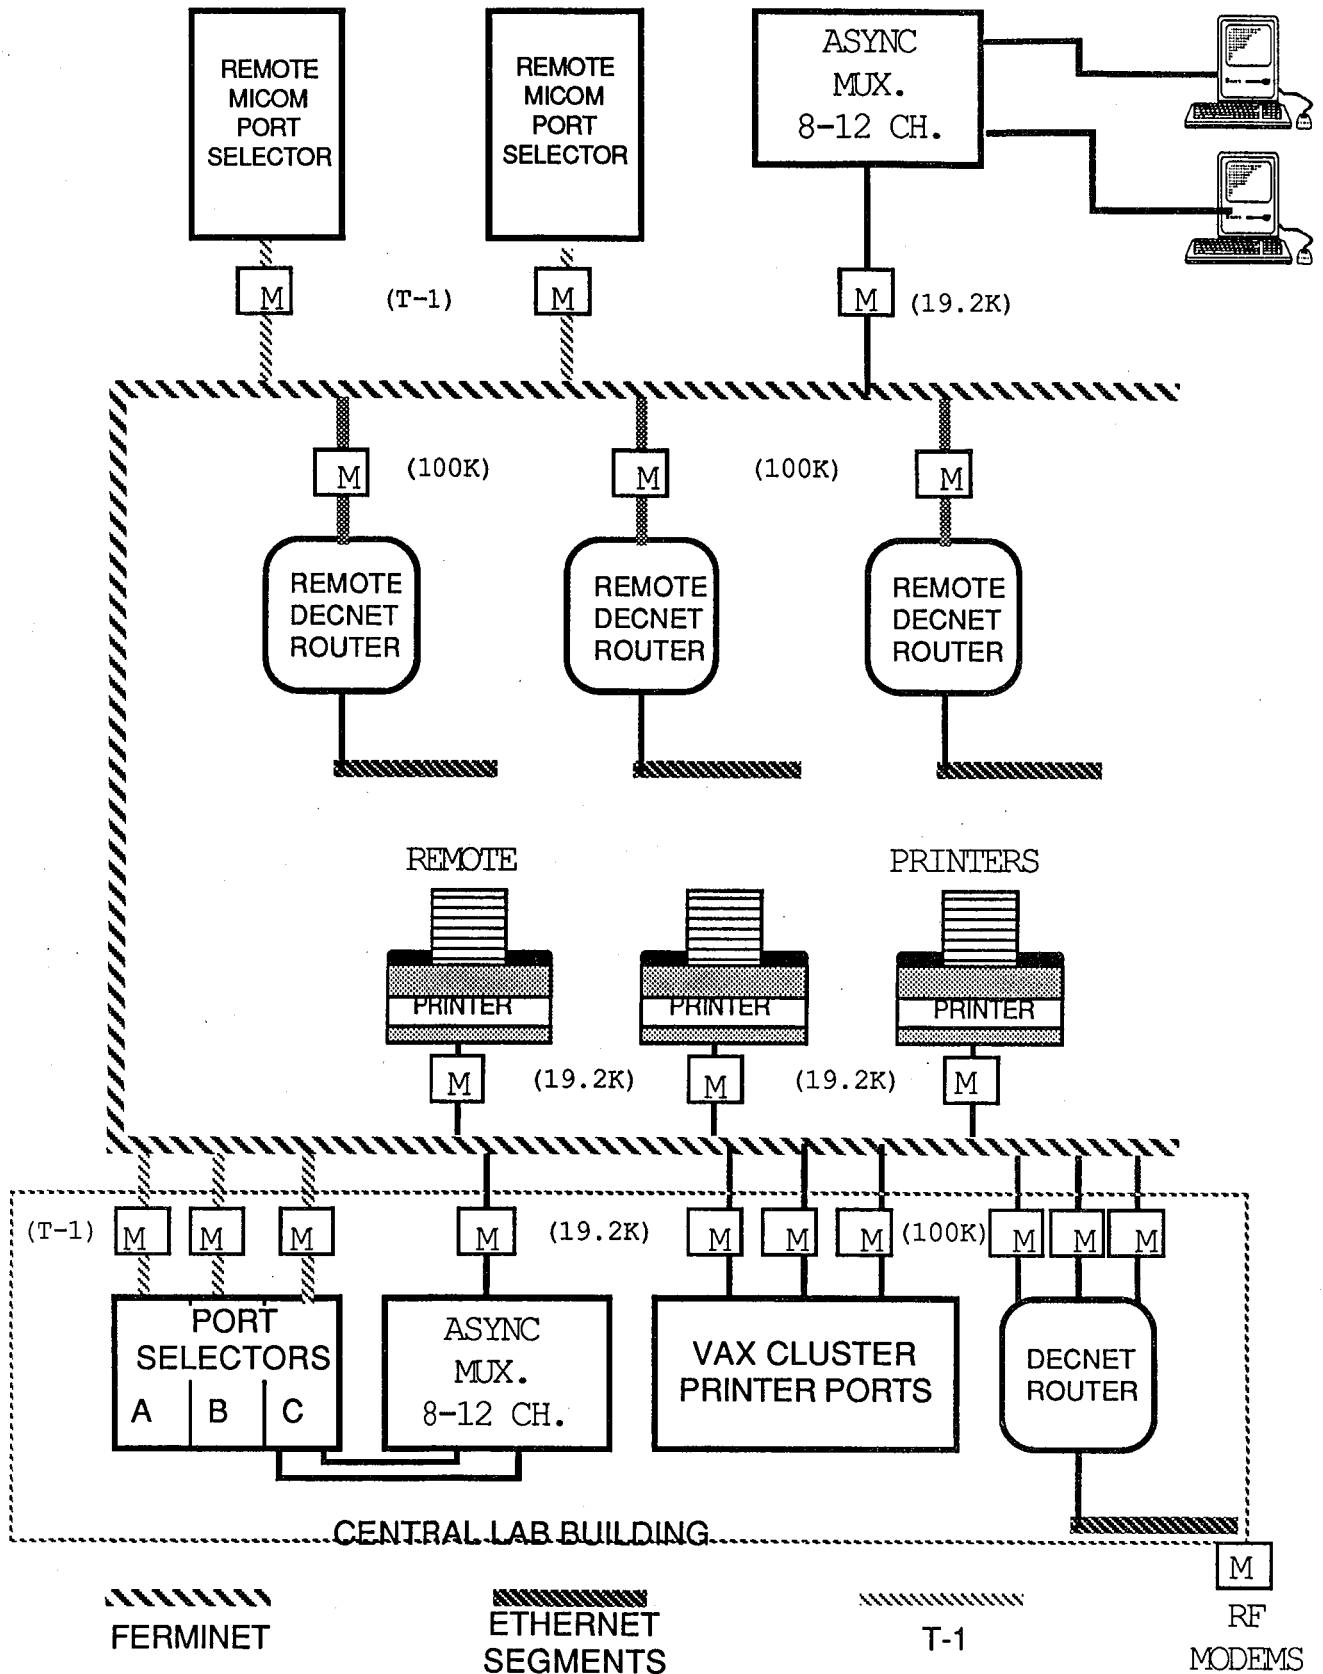 REMOTE
MICOM
PORT
SELECTOR
REMOTE
MICOM
PORT
SELECTOR
ASYNC
MUX.
8-12 CH.
M
(T-1)
M
M
(19.2K)
M
(100K)
M
(100K)
M
REMOTE
DECNET
ROUTER
REMOTE
DECNET
ROUTER
REMOTE
DECNET
ROUTER
REMOTE
PRINTERS
PRINTER
PRINTER
PRINTER
M
(19.2K)
M
(19.2K)
M
(T-1)
M
M
M
M
(19.2K)
M
M
M
(100K)
M
M
M
PORT
SELECTORS
A
B
C
ASYNC
MUX.
8-12 CH.
VAX CLUSTER
PRINTER PORTS
DECNET
ROUTER
CENTRAL LAB BUILDING
M
RF
MODEMS
FERMINET
ETHERNET
SEGMENTS
T-1